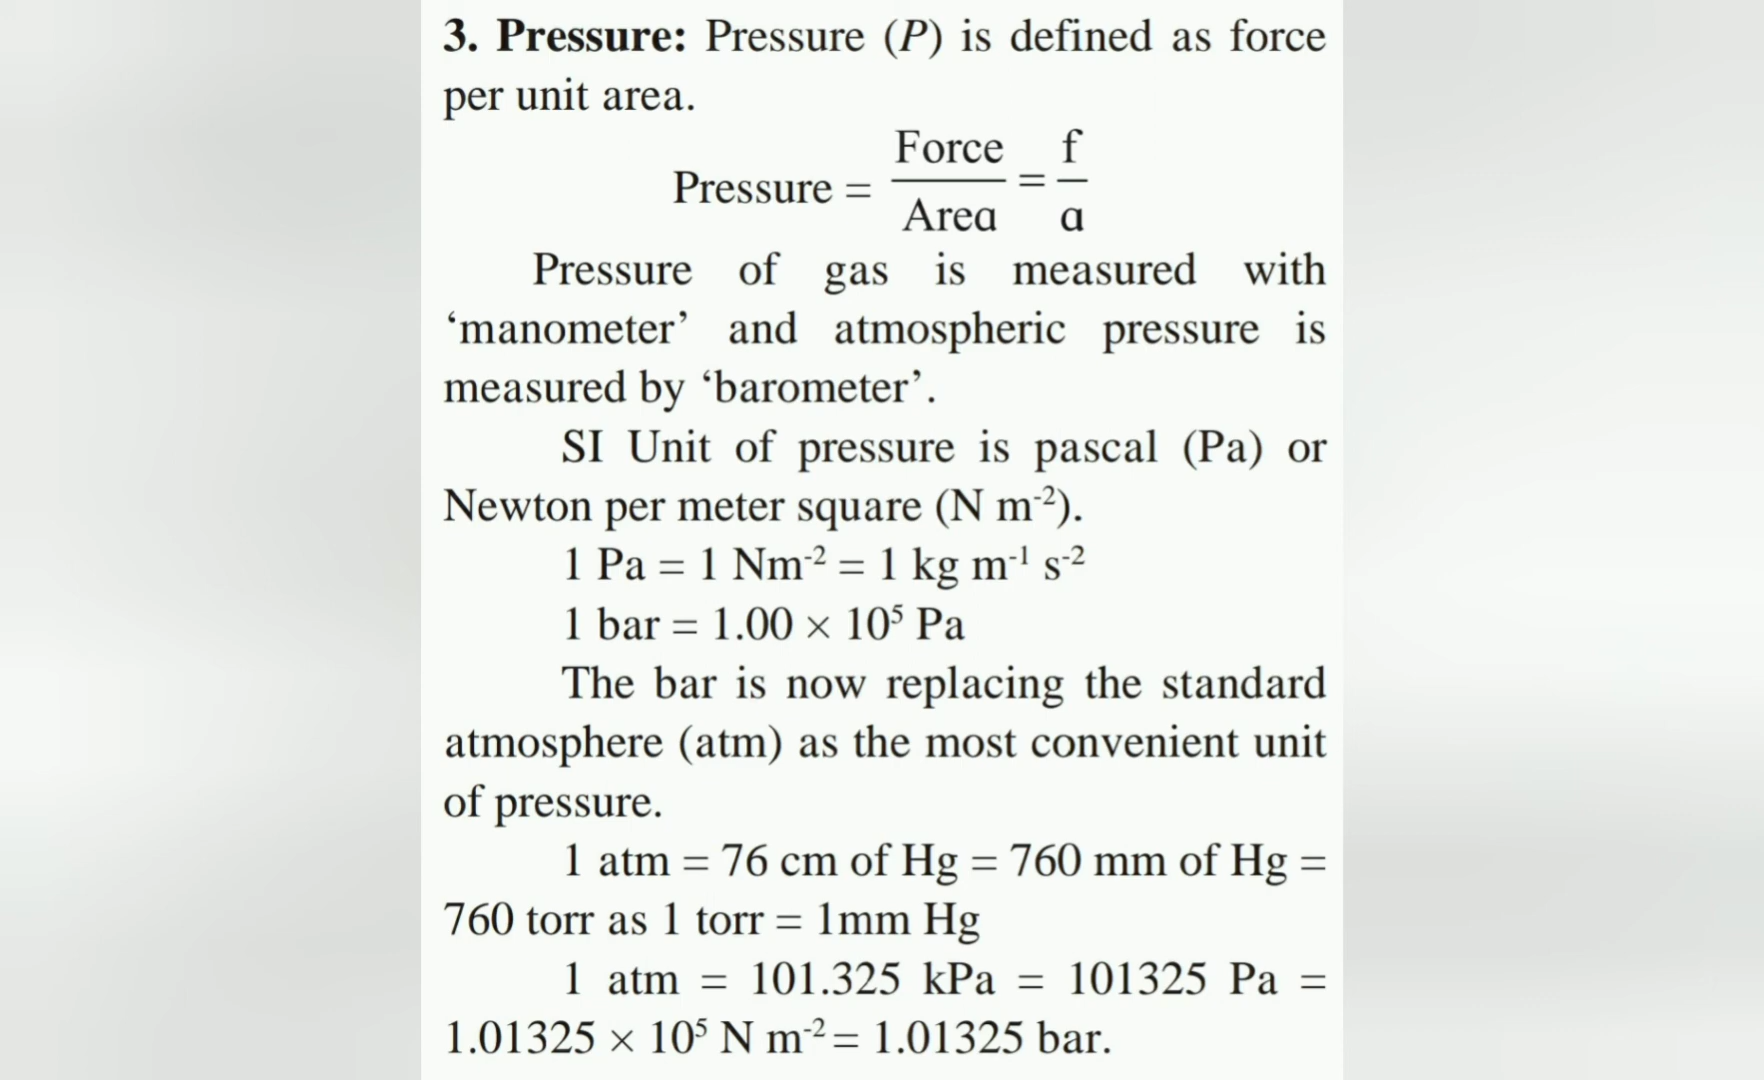 3. Pressure: Pressure (P) is defined as force
per unit area.
Pressure = Force / Area = f / a
Pressure of gas is measured with
‘manometer’ and atmospheric pressure is
measured by ‘barometer’.
SI Unit of pressure is pascal (Pa) or
Newton per meter square (N m⁻²).
1 Pa = 1 Nm⁻² = 1 kg m⁻¹ s⁻²
1 bar = 1.00 × 10⁵ Pa
The bar is now replacing the standard
atmosphere (atm) as the most convenient unit
of pressure.
1 atm = 76 cm of Hg = 760 mm of Hg =
760 torr as 1 torr = 1mm Hg
1 atm = 101.325 kPa = 101325 Pa =
1.01325 × 10⁵ N m⁻² = 1.01325 bar.